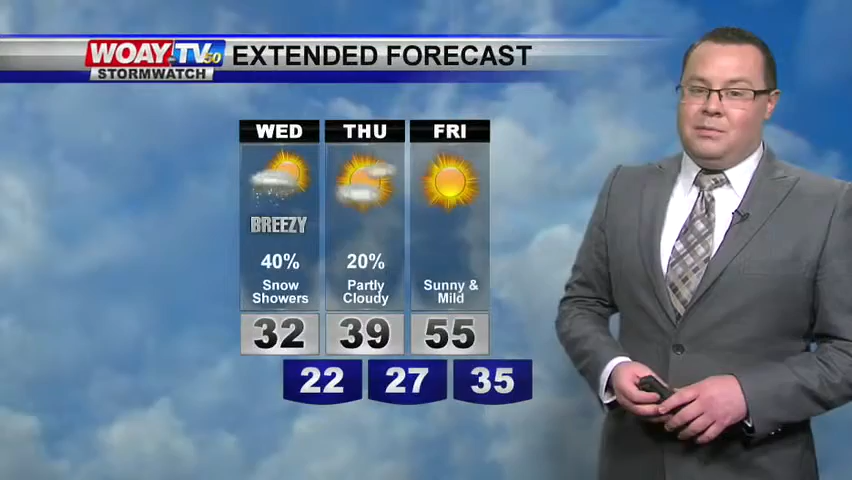 WOAY-TV 50
STORMWATCH
EXTENDED FORECAST
WED THU FRI
BREEZY
40% 20%
Snow Showers
Partly Cloudy
Sunny & Mild
32 39 55
22 27 35